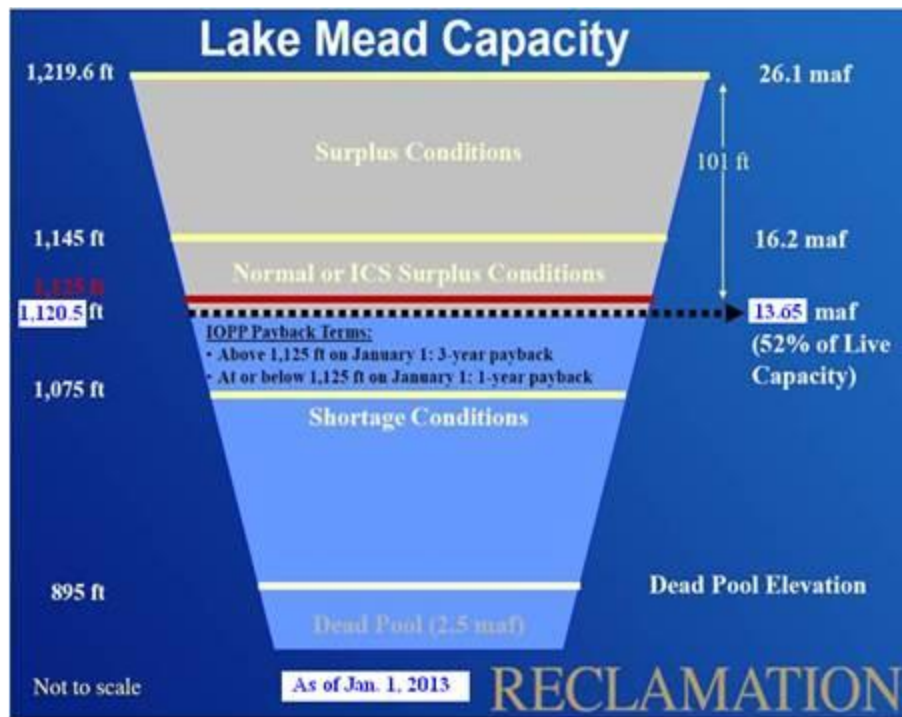 Lake Mead Capacity
1,219.6 ft
26.1 maf
Surplus Conditions
101 ft
1,145 ft
16.2 maf
Normal or ICS Surplus Conditions
1,125 ft
1,120.5 ft
13.65 maf
(52% of Live
Capacity)
IOPP Payback Terms:
• Above 1,125 ft on January 1: 3-year payback
• At or below 1,125 ft on January 1: 1-year payback
1,075 ft
Shortage Conditions
895 ft
Dead Pool Elevation
Dead Pool (2.5 maf)
Not to scale
As of Jan. 1, 2013
RECLAMATION